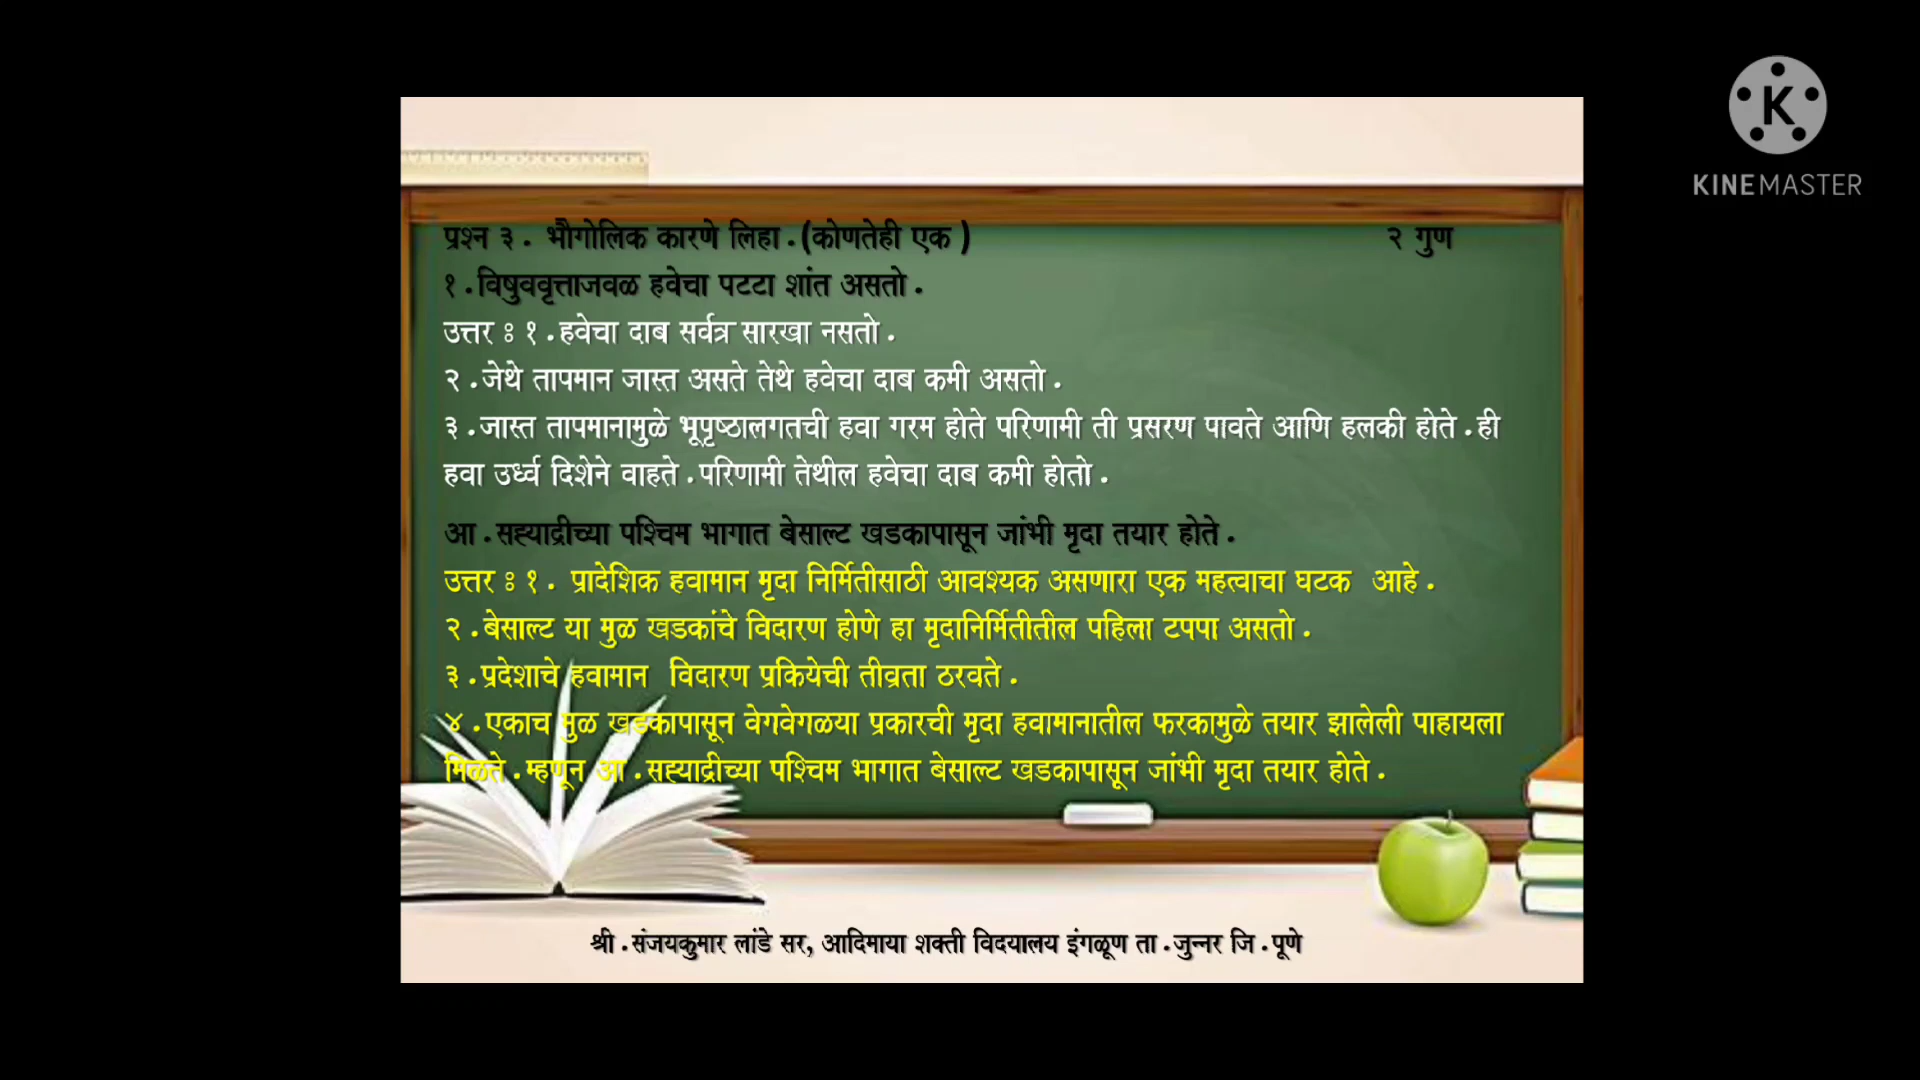 KINEMASTER
प्रश्न ३. भौगोलिक कारणे लिहा.(कोणतेही एक ) २ गुण
१.विषुववृत्ताजवळ हवेचा पटटा शांत असतो.
उत्तर ः १.हवेचा दाब सर्वत्र सारखा नसतो.
२.जेथे तापमान जास्त असते तेथे हवेचा दाब कमी असतो.
३.जास्त तापमानामुळे भूपृष्ठालगतची हवा गरम होते परिणामी ती प्रसरण पावते आणि हलकी होते.ही
हवा उर्ध्व दिशेने वाहते.परिणामी तेथील हवेचा दाब कमी होतो.
आ.सह्याद्रीच्या पश्चिम भागात बेसाल्ट खडकापासून जांभी मृदा तयार होते.
उत्तर ः १. प्रादेशिक हवामान मृदा निर्मितीसाठी आवश्यक असणारा एक महत्वाचा घटक आहे.
२.बेसाल्ट या मुळ खडकांचे विदारण होणे हा मृदानिर्मितीतील पहिला टपपा असतो.
३.प्रदेशाचे हवामान विदारण प्रकियेची तीव्रता ठरवते.
४.एकाच मुळ खडकापासून वेगवेगळया प्रकारची मृदा हवामानातील फरकामुळे तयार झालेली पाहायला
मिळते.म्हणून आ.सह्याद्रीच्या पश्चिम भागात बेसाल्ट खडकापासून जांभी मृदा तयार होते.
श्री.संजयकुमार लांडे सर, आदिमाया शक्ती विदयालय इंगळूण ता.जुन्नर जि.पूणे